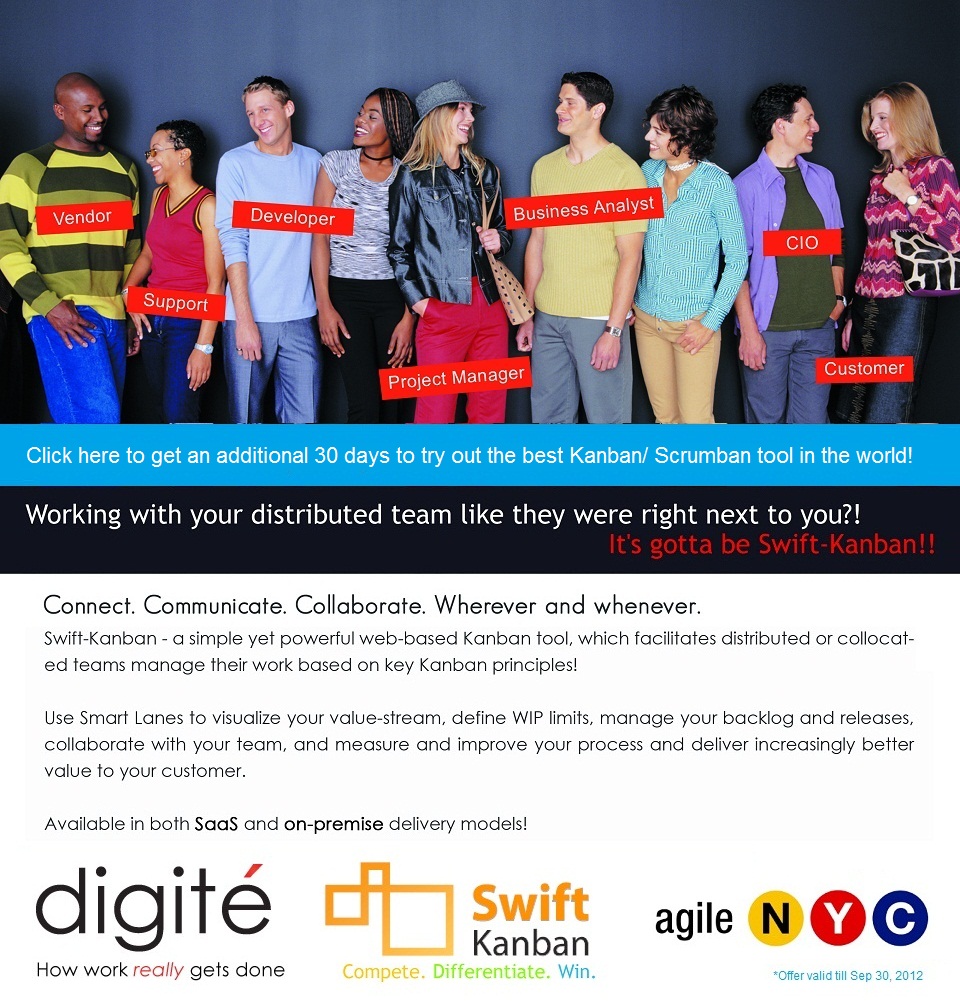 Vendor
Support
Developer
Project Manager
Business Analyst
CIO
Customer
Click here to get an additional 30 days to try out the best Kanban/ Scrumban tool in the world!
Working with your distributed team like they were right next to you?!
It's gotta be Swift-Kanban!!
Connect. Communicate. Collaborate. Wherever and whenever.
Swift-Kanban - a simple yet powerful web-based Kanban tool, which facilitates distributed or collocat-
ed teams manage their work based on key Kanban principles!
Use Smart Lanes to visualize your value-stream, define WIP limits, manage your backlog and releases,
collaborate with your team, and measure and improve your process and deliver increasingly better
value to your customer.
Available in both SaaS and on-premise delivery models!
digité
How work really gets done
Swift
Kanban
Compete. Differentiate. Win.
agile NYC
*Offer valid till Sep 30, 2012